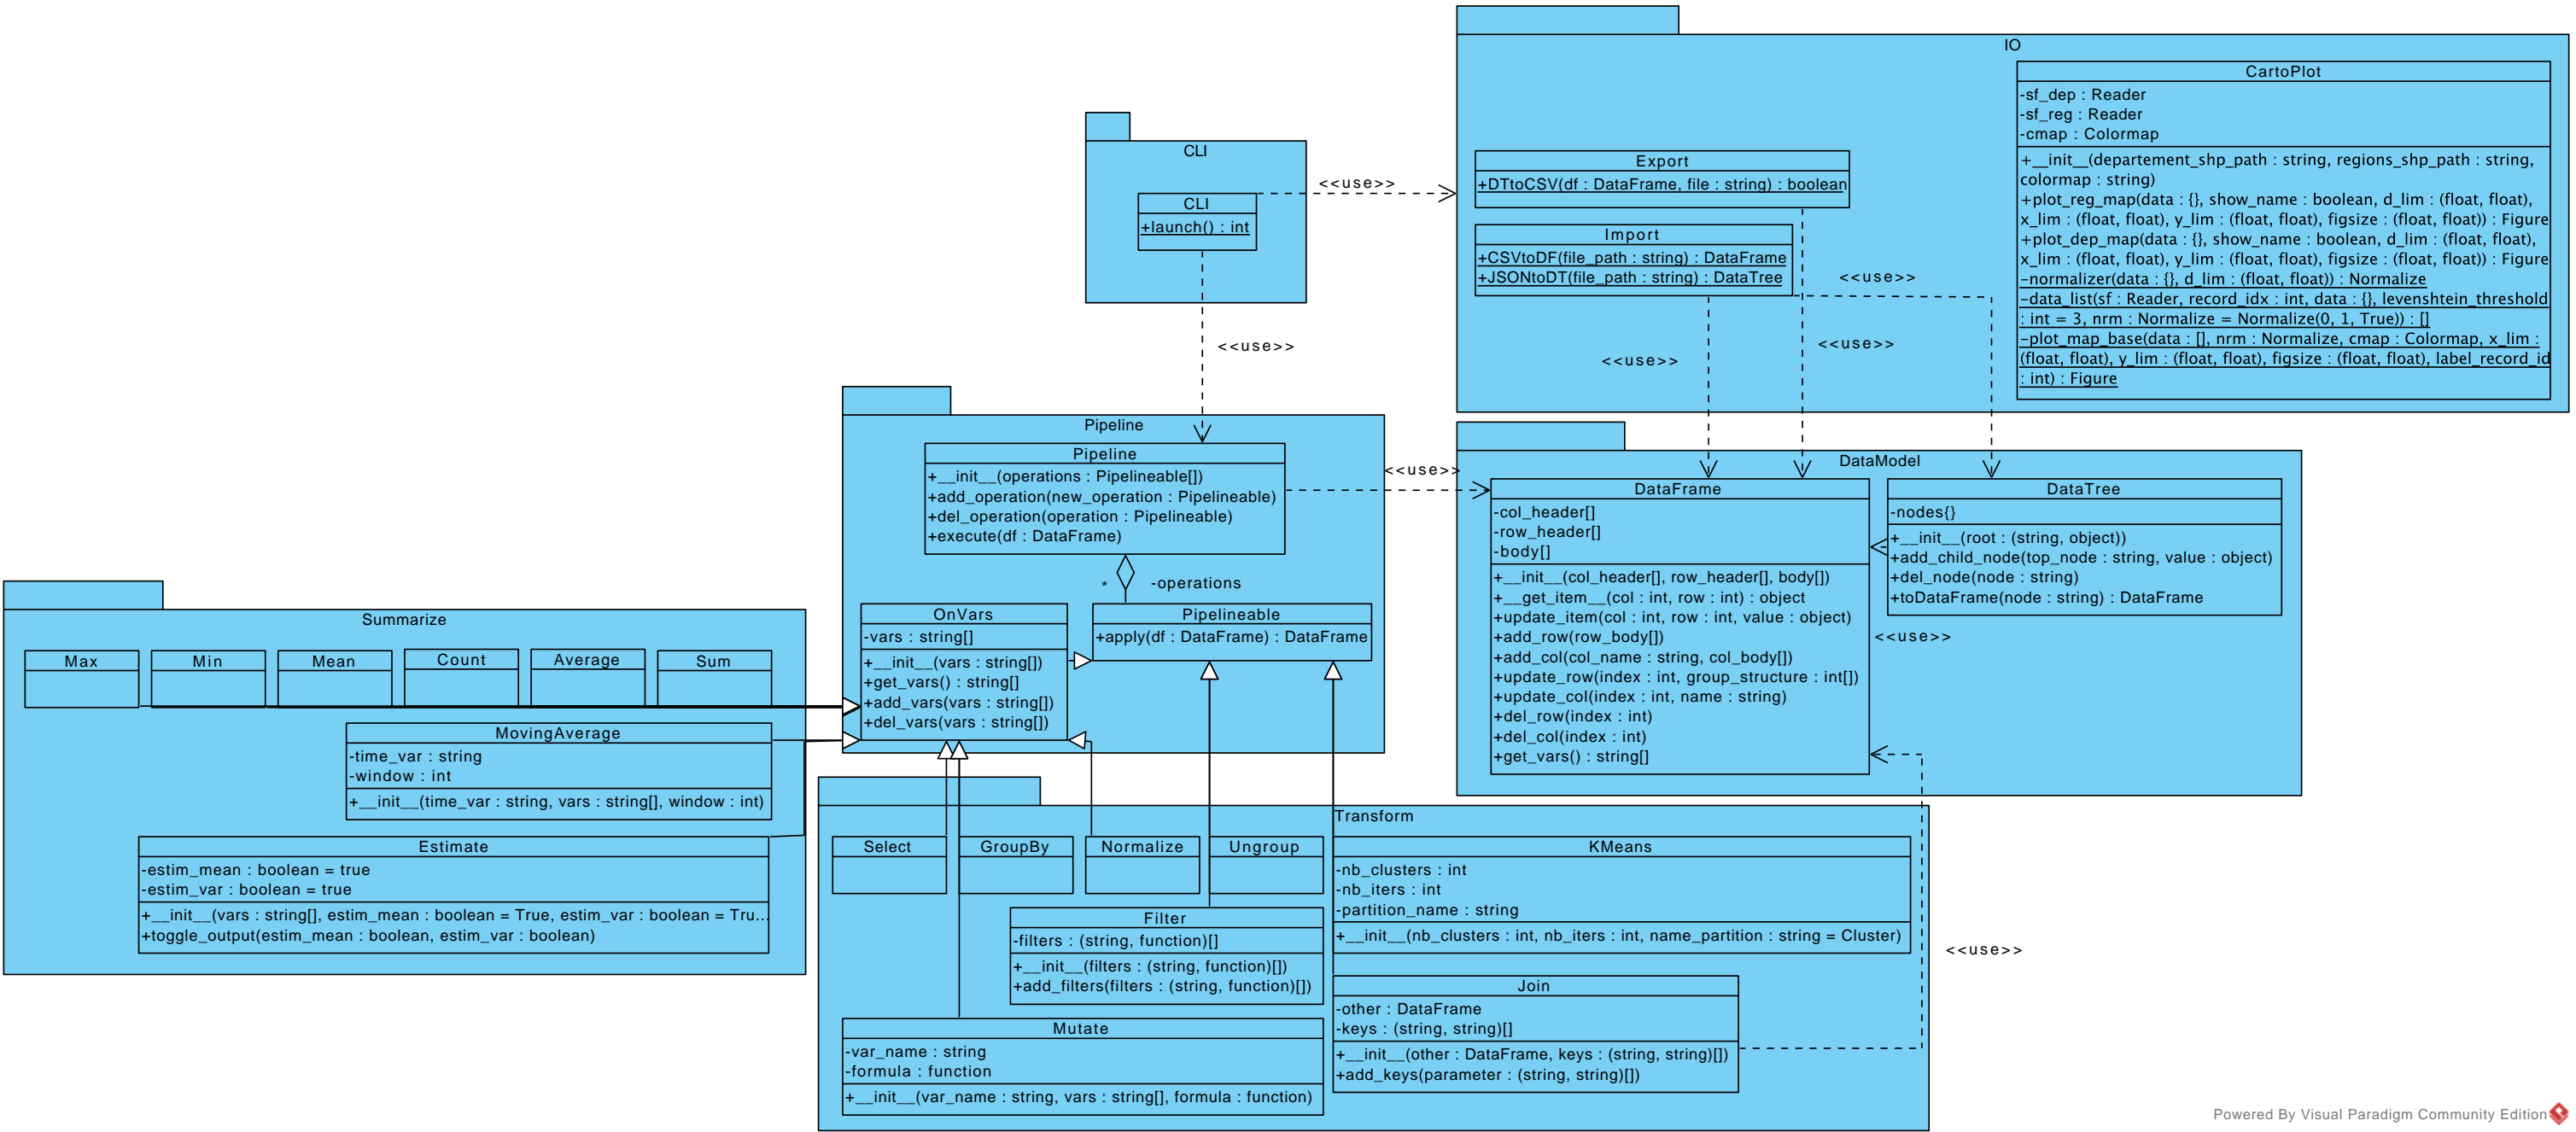 IO
CartoPlot
-sf_dep : Reader
-sf_reg : Reader
-cmap : Colormap
+__init__(departement_shp_path : string, regions_shp_path : string,
colormap : string)
+plot_reg_map(data : {}, show_name : boolean, d_lim : (float, float),
x_lim : (float, float), y_lim : (float, float), figsize : (float, float)) : Figure
+plot_dep_map(data : {}, show_name : boolean, d_lim : (float, float),
x_lim : (float, float), y_lim : (float, float), figsize : (float, float)) : Figure
-normalizer(data : {}, d_lim : (float, float)) : Normalize
-data_list(sf : Reader, record_idx : int, data : {}, levenshtein_threshold
: int = 3, nrm : Normalize = Normalize(0, 1, True)) : []
-plot_map_base(data : [], nrm : Normalize, cmap : Colormap, x_lim :
(float, float), y_lim : (float, float), figsize : (float, float), label_record_id
: int) : Figure
Export
+DTtoCSV(df : DataFrame, file : string) : boolean
Import
+CSVtoDF(file_path : string) : DataFrame
+JSONtoDT(file_path : string) : DataTree
<<use>>
<<use>>
<<use>>
CLI
CLI
+launch() : int
<<use>>
<<use>>
Pipeline
Pipeline
+__init__(operations : Pipelineable[])
+add_operation(new_operation : Pipelineable)
+del_operation(operation : Pipelineable)
+execute(df : DataFrame)
<<use>>
*
-operations
OnVars
-vars : string[]
+__init__(vars : string[])
+get_vars() : string[]
+add_vars(vars : string[])
+del_vars(vars : string[])
Pipelineable
+apply(df : DataFrame) : DataFrame
DataModel
DataFrame
-col_header[]
-row_header[]
-body[]
+__init__(col_header[], row_header[], body[])
+__get_item__(col : int, row : int) : object
+update_item(col : int, row : int, value : object)
+add_row(row_body[])
+add_col(col_name : string, col_body[])
+update_row(index : int, group_structure : int[])
+update_col(index : int, name : string)
+del_row(index : int)
+del_col(index : int)
+get_vars() : string[]
DataTree
-nodes{}
+__init__(root : (string, object))
+add_child_node(top_node : string, value : object)
+del_node(node : string)
+toDataFrame(node : string) : DataFrame
<<use>>
Summarize
Max
Min
Mean
Count
Average
Sum
MovingAverage
-time_var : string
-window : int
+__init__(time_var : string, vars : string[], window : int)
Estimate
-estim_mean : boolean = true
-estim_var : boolean = true
+__init__(vars : string[], estim_mean : boolean = True, estim_var : boolean = Tru...
+toggle_output(estim_mean : boolean, estim_var : boolean)
Transform
Select
GroupBy
Normalize
Ungroup
KMeans
-nb_clusters : int
-nb_iters : int
-partition_name : string
+__init__(nb_clusters : int, nb_iters : int, name_partition : string = Cluster)
Filter
-filters : (string, function)[]
+__init__(filters : (string, function)[])
+add_filters(filters : (string, function)[])
Join
-other : DataFrame
-keys : (string, string)[]
+__init__(other : DataFrame, keys : (string, string)[])
+add_keys(parameter : (string, string)[])
Mutate
-var_name : string
-formula : function
+__init__(var_name : string, vars : string[], formula : function)
<<use>>
Powered By Visual Paradigm Community Edition